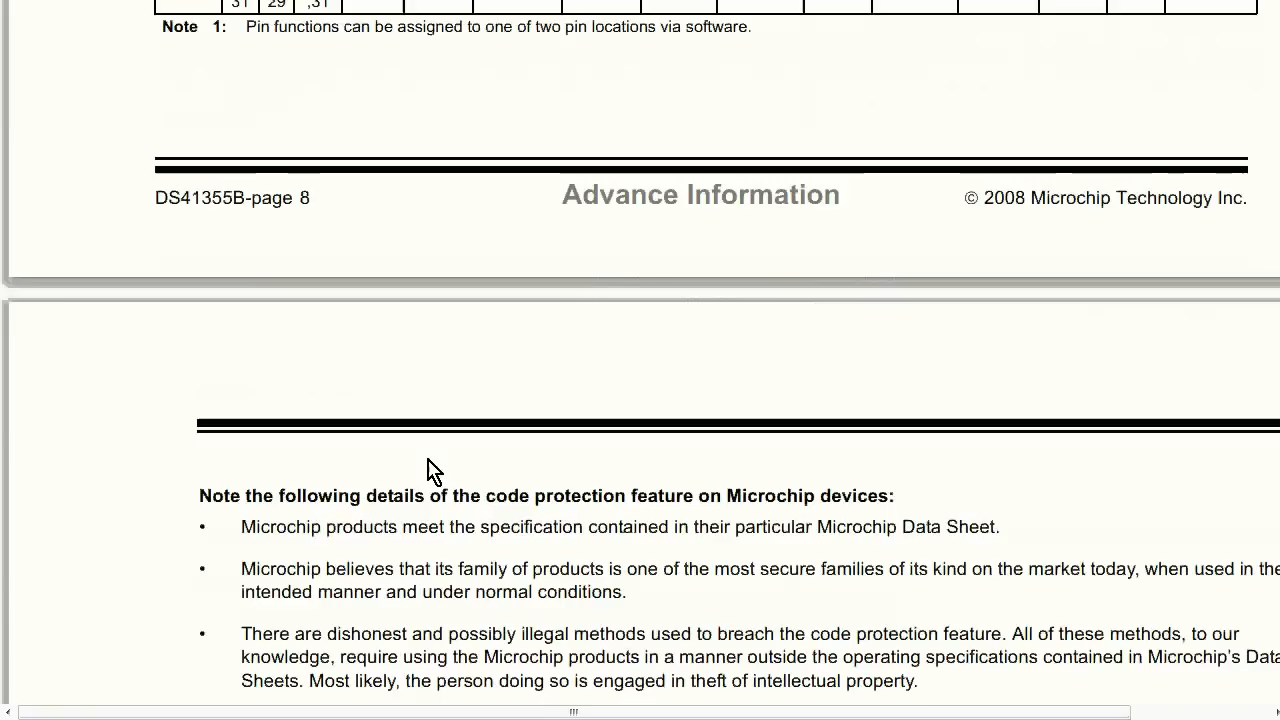 31 29 ,31
Note 1: Pin functions can be assigned to one of two pin locations via software.
DS41355B-page 8 Advance Information © 2008 Microchip Technology Inc.
Note the following details of the code protection feature on Microchip devices:
• Microchip products meet the specification contained in their particular Microchip Data Sheet.
• Microchip believes that its family of products is one of the most secure families of its kind on the market today, when used in the
intended manner and under normal conditions.
• There are dishonest and possibly illegal methods used to breach the code protection feature. All of these methods, to our
knowledge, require using the Microchip products in a manner outside the operating specifications contained in Microchip's Data
Sheets. Most likely, the person doing so is engaged in theft of intellectual property.